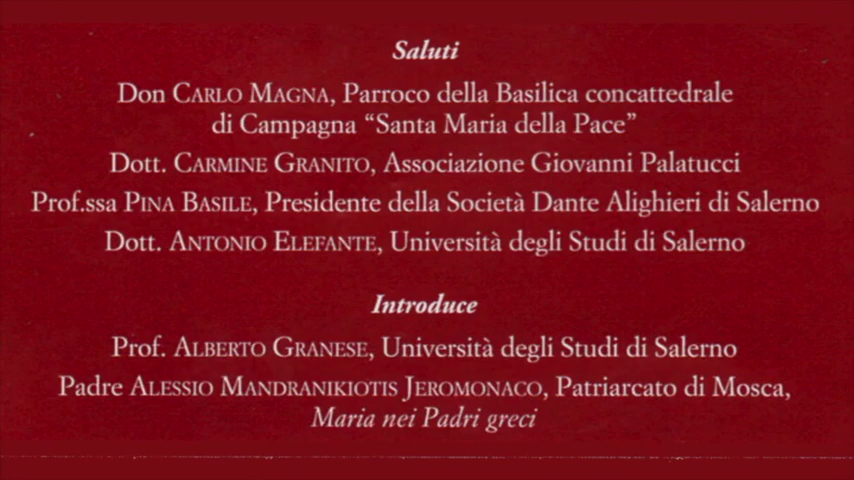 Saluti
Don CARLO MAGNA, Parroco della Basilica concattedrale
di Campagna “Santa Maria della Pace”
Dott. CARMINE GRANITO, Associazione Giovanni Palatucci
Prof.ssa PINA BASILE, Presidente della Società Dante Alighieri di Salerno
Dott. ANTONIO ELEFANTE, Università degli Studi di Salerno
Introduce
Prof. ALBERTO GRANESE, Università degli Studi di Salerno
Padre ALESSIO MANDRANIKIOTIS JEROMONACO, Patriarcato di Mosca,
Maria nei Padri greci